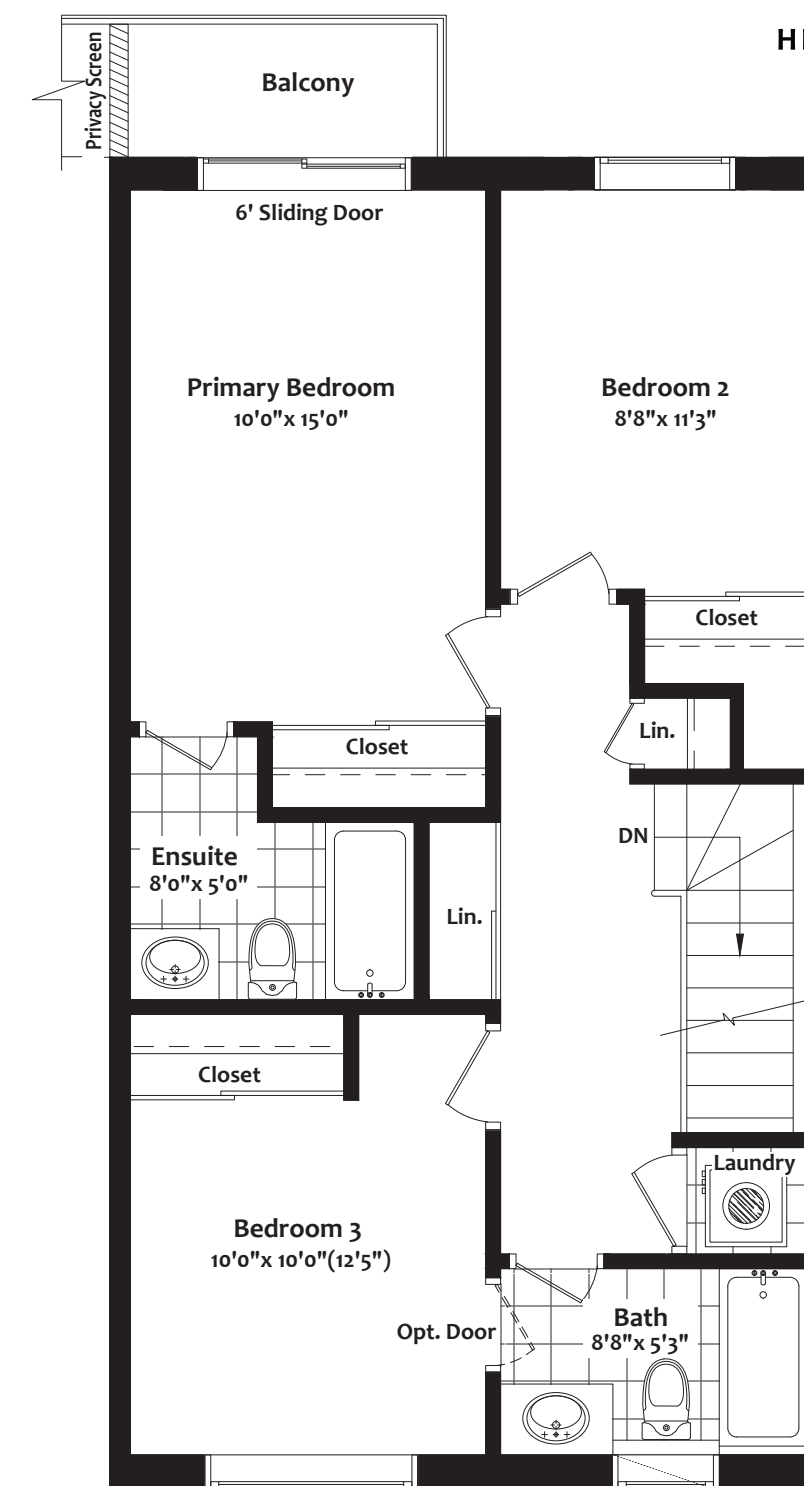 HI
Balcony
Privacy Screen
6' Sliding Door
Primary Bedroom
10'0"x 15'0"
Bedroom 2
8'8"x 11'3"
Closet
Lin.
Closet
DN
Ensuite
8'0"x 5'0"
Lin.
Closet
Laundry
Bedroom 3
10'0"x 10'0"(12'5")
Opt. Door
Bath
8'8"x 5'3"